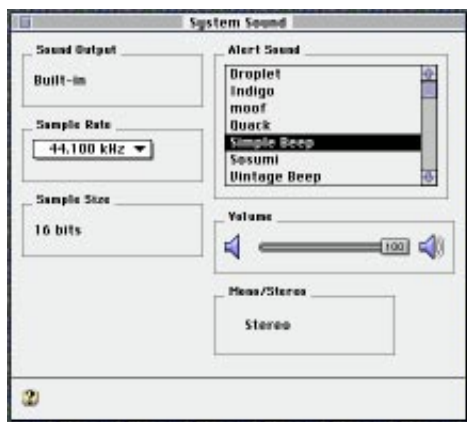 System Sound
Sound Output
Built-in
Sample Rate
44.100 kHz
Sample Size
16 bits
Alert Sound
Droplet
Indigo
moof
Quack
Simple Beep
Sosumi
Vintage Beep
Volume
100
Mono/Stereo
Stereo
?